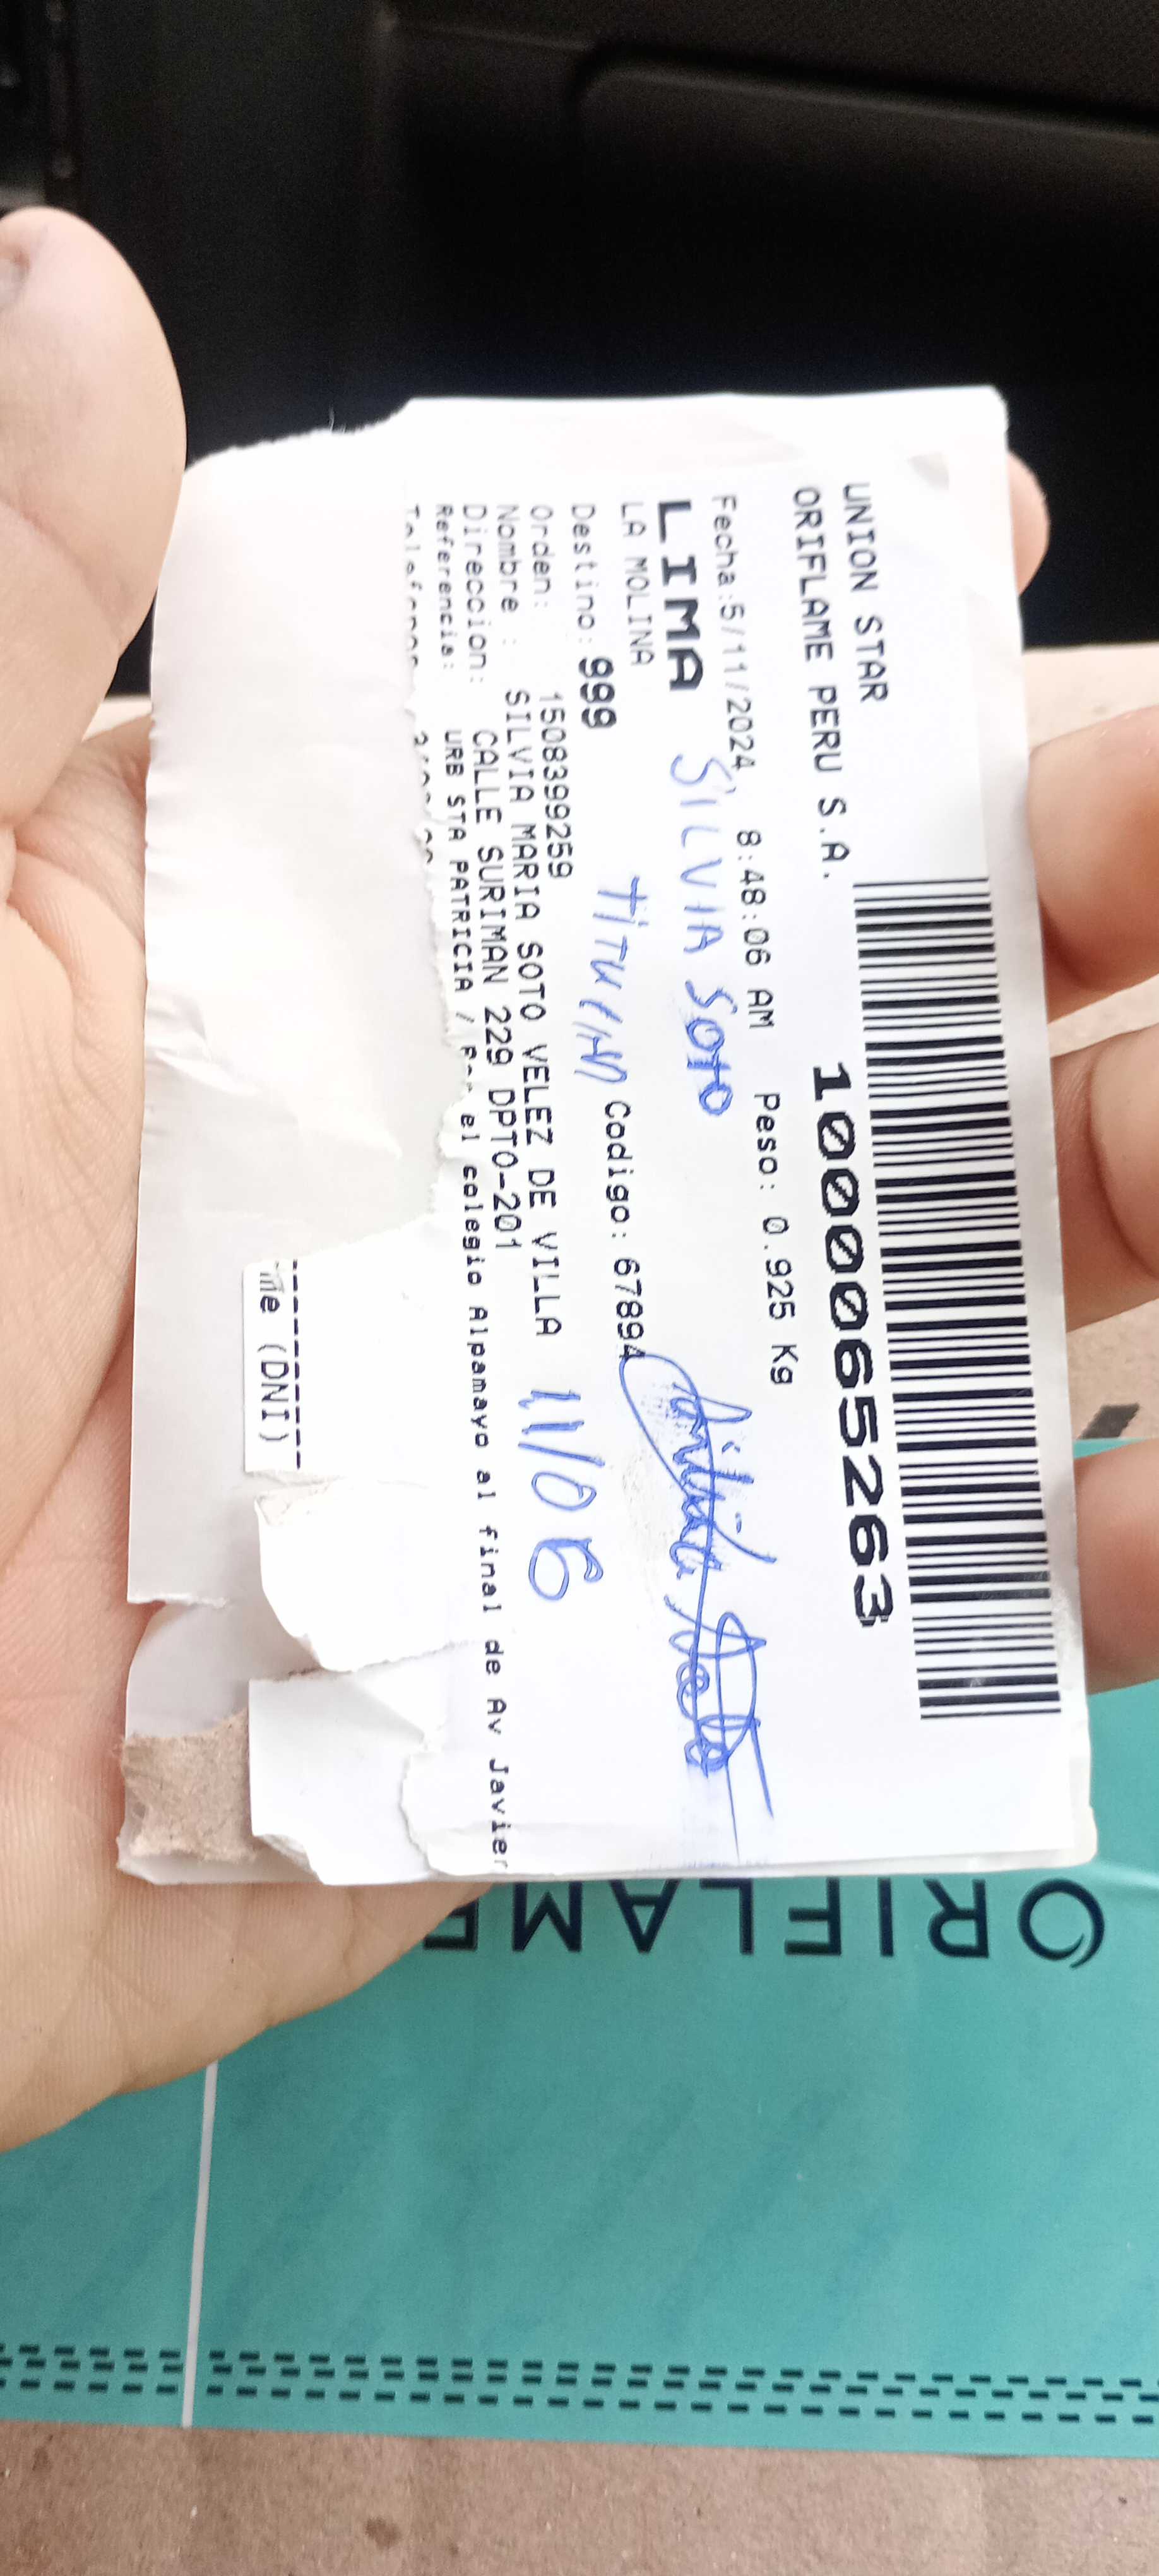 UNION STAR
ORIFLAME PERU S.A.
1000065263
Fecha:5/11/2024 8:48:06 AM Peso: 0.925 Kg
LIMA SILVIA SOTO
LA MOLINA
Destino: 999 Codigo: 67894
Orden: 1508399259
Nombre : SILVIA MARIA SOTO VELEZ DE VILLA 11/06
Direccion: CALLE SURIMAN 229 DPTO-201
Referencia: URB STA PATRICIA / el colegio Alpamayo al final de Av Javier
(DNI)
ORIFLAME